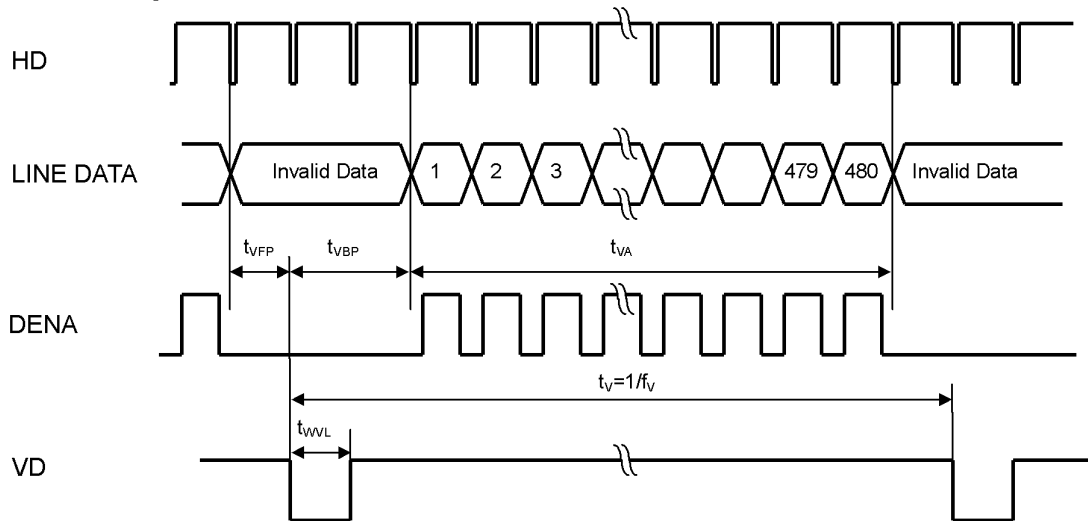 HD
LINE DATA
Invalid Data 1 2 3 479 480 Invalid Data
tVFP tVBP tVA
DENA
tV=1/fV
tWVL
VD